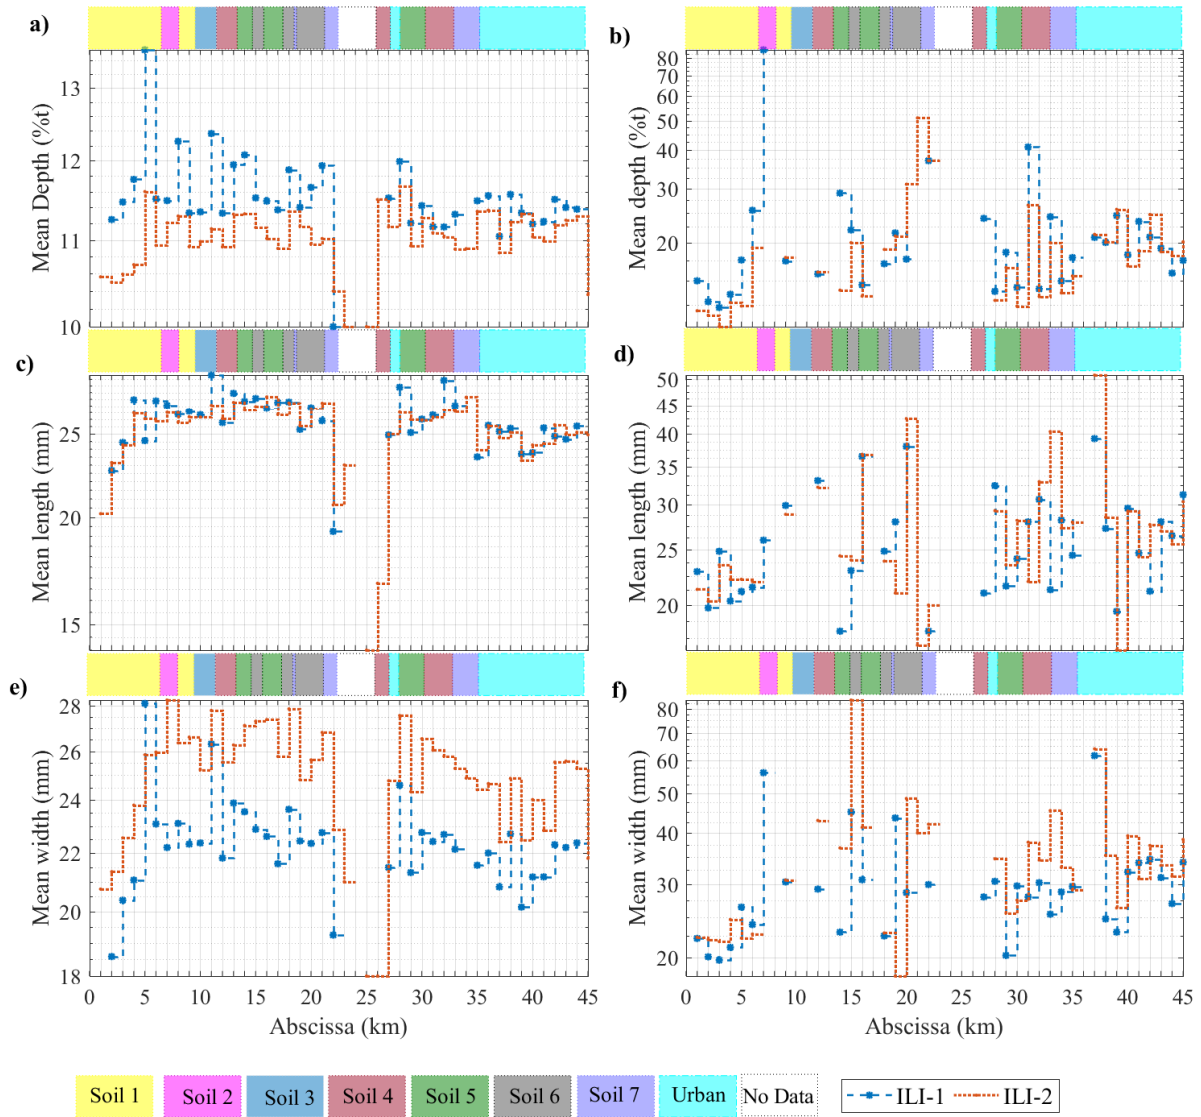 a)
b)
13
12
11
10
Mean Depth (%t)
80
70
60
50
40
30
20
Mean depth (%t)
c)
d)
25
20
15
Mean length (mm)
50
45
40
35
30
25
20
Mean length (mm)
e)
f)
28
26
24
22
20
18
Mean width (mm)
0 5 10 15 20 25 30 35 40 45
Abscissa (km)
80
70
60
50
40
30
20
Mean width (mm)
0 5 10 15 20 25 30 35 40 45
Abscissa (km)
Soil 1 Soil 2 Soil 3 Soil 4 Soil 5 Soil 6 Soil 7 Urban No Data ILI-1 ILI-2